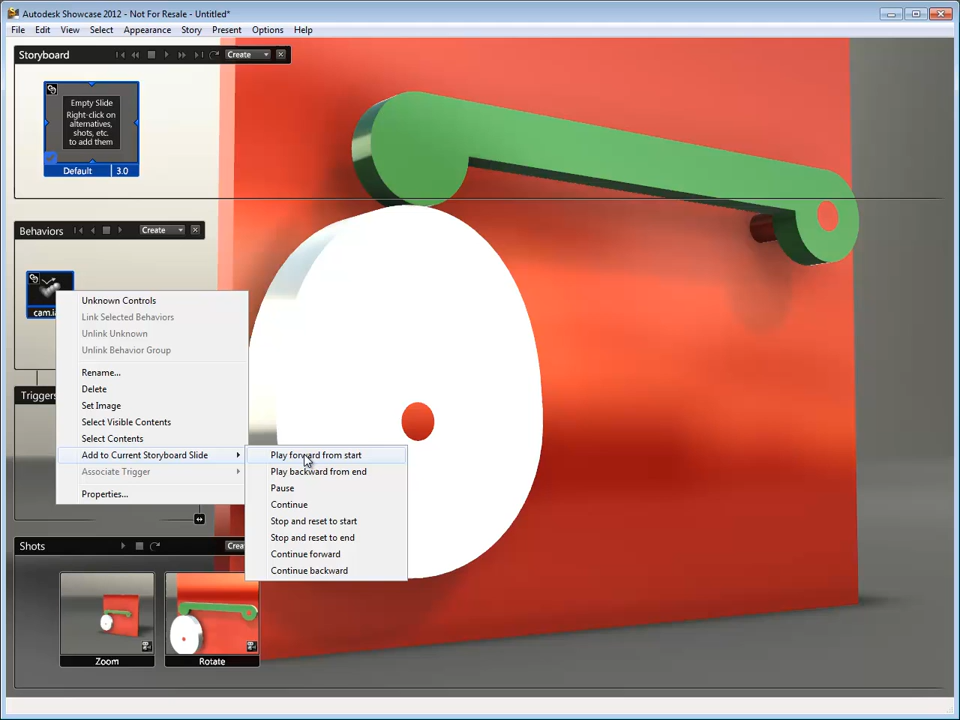 Autodesk Showcase 2012 - Not For Resale - Untitled*
File Edit View Select Appearance Story Present Options Help
Storyboard Create
Empty Slide
Right-click on
alternatives,
shots, etc.
to add them
Default 3.0
Behaviors Create
Unknown Controls
Link Selected Behaviors
Unlink Unknown
Unlink Behavior Group
Rename...
Delete
Set Image
Select Visible Contents
Select Contents
Add to Current Storyboard Slide
Associate Trigger
Properties...
Play forward from start
Play backward from end
Pause
Continue
Stop and reset to start
Stop and reset to end
Continue forward
Continue backward
Triggers
Shots
Zoom
Rotate